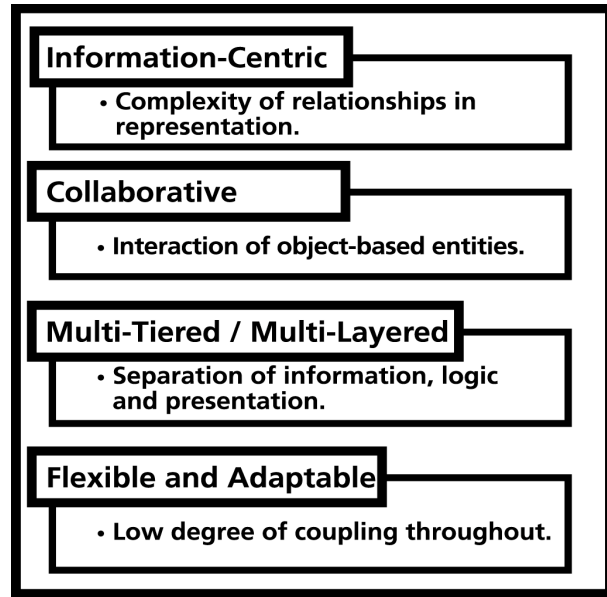 Information-Centric
• Complexity of relationships in
representation.
Collaborative
• Interaction of object-based entities.
Multi-Tiered / Multi-Layered
• Separation of information, logic
and presentation.
Flexible and Adaptable
• Low degree of coupling throughout.